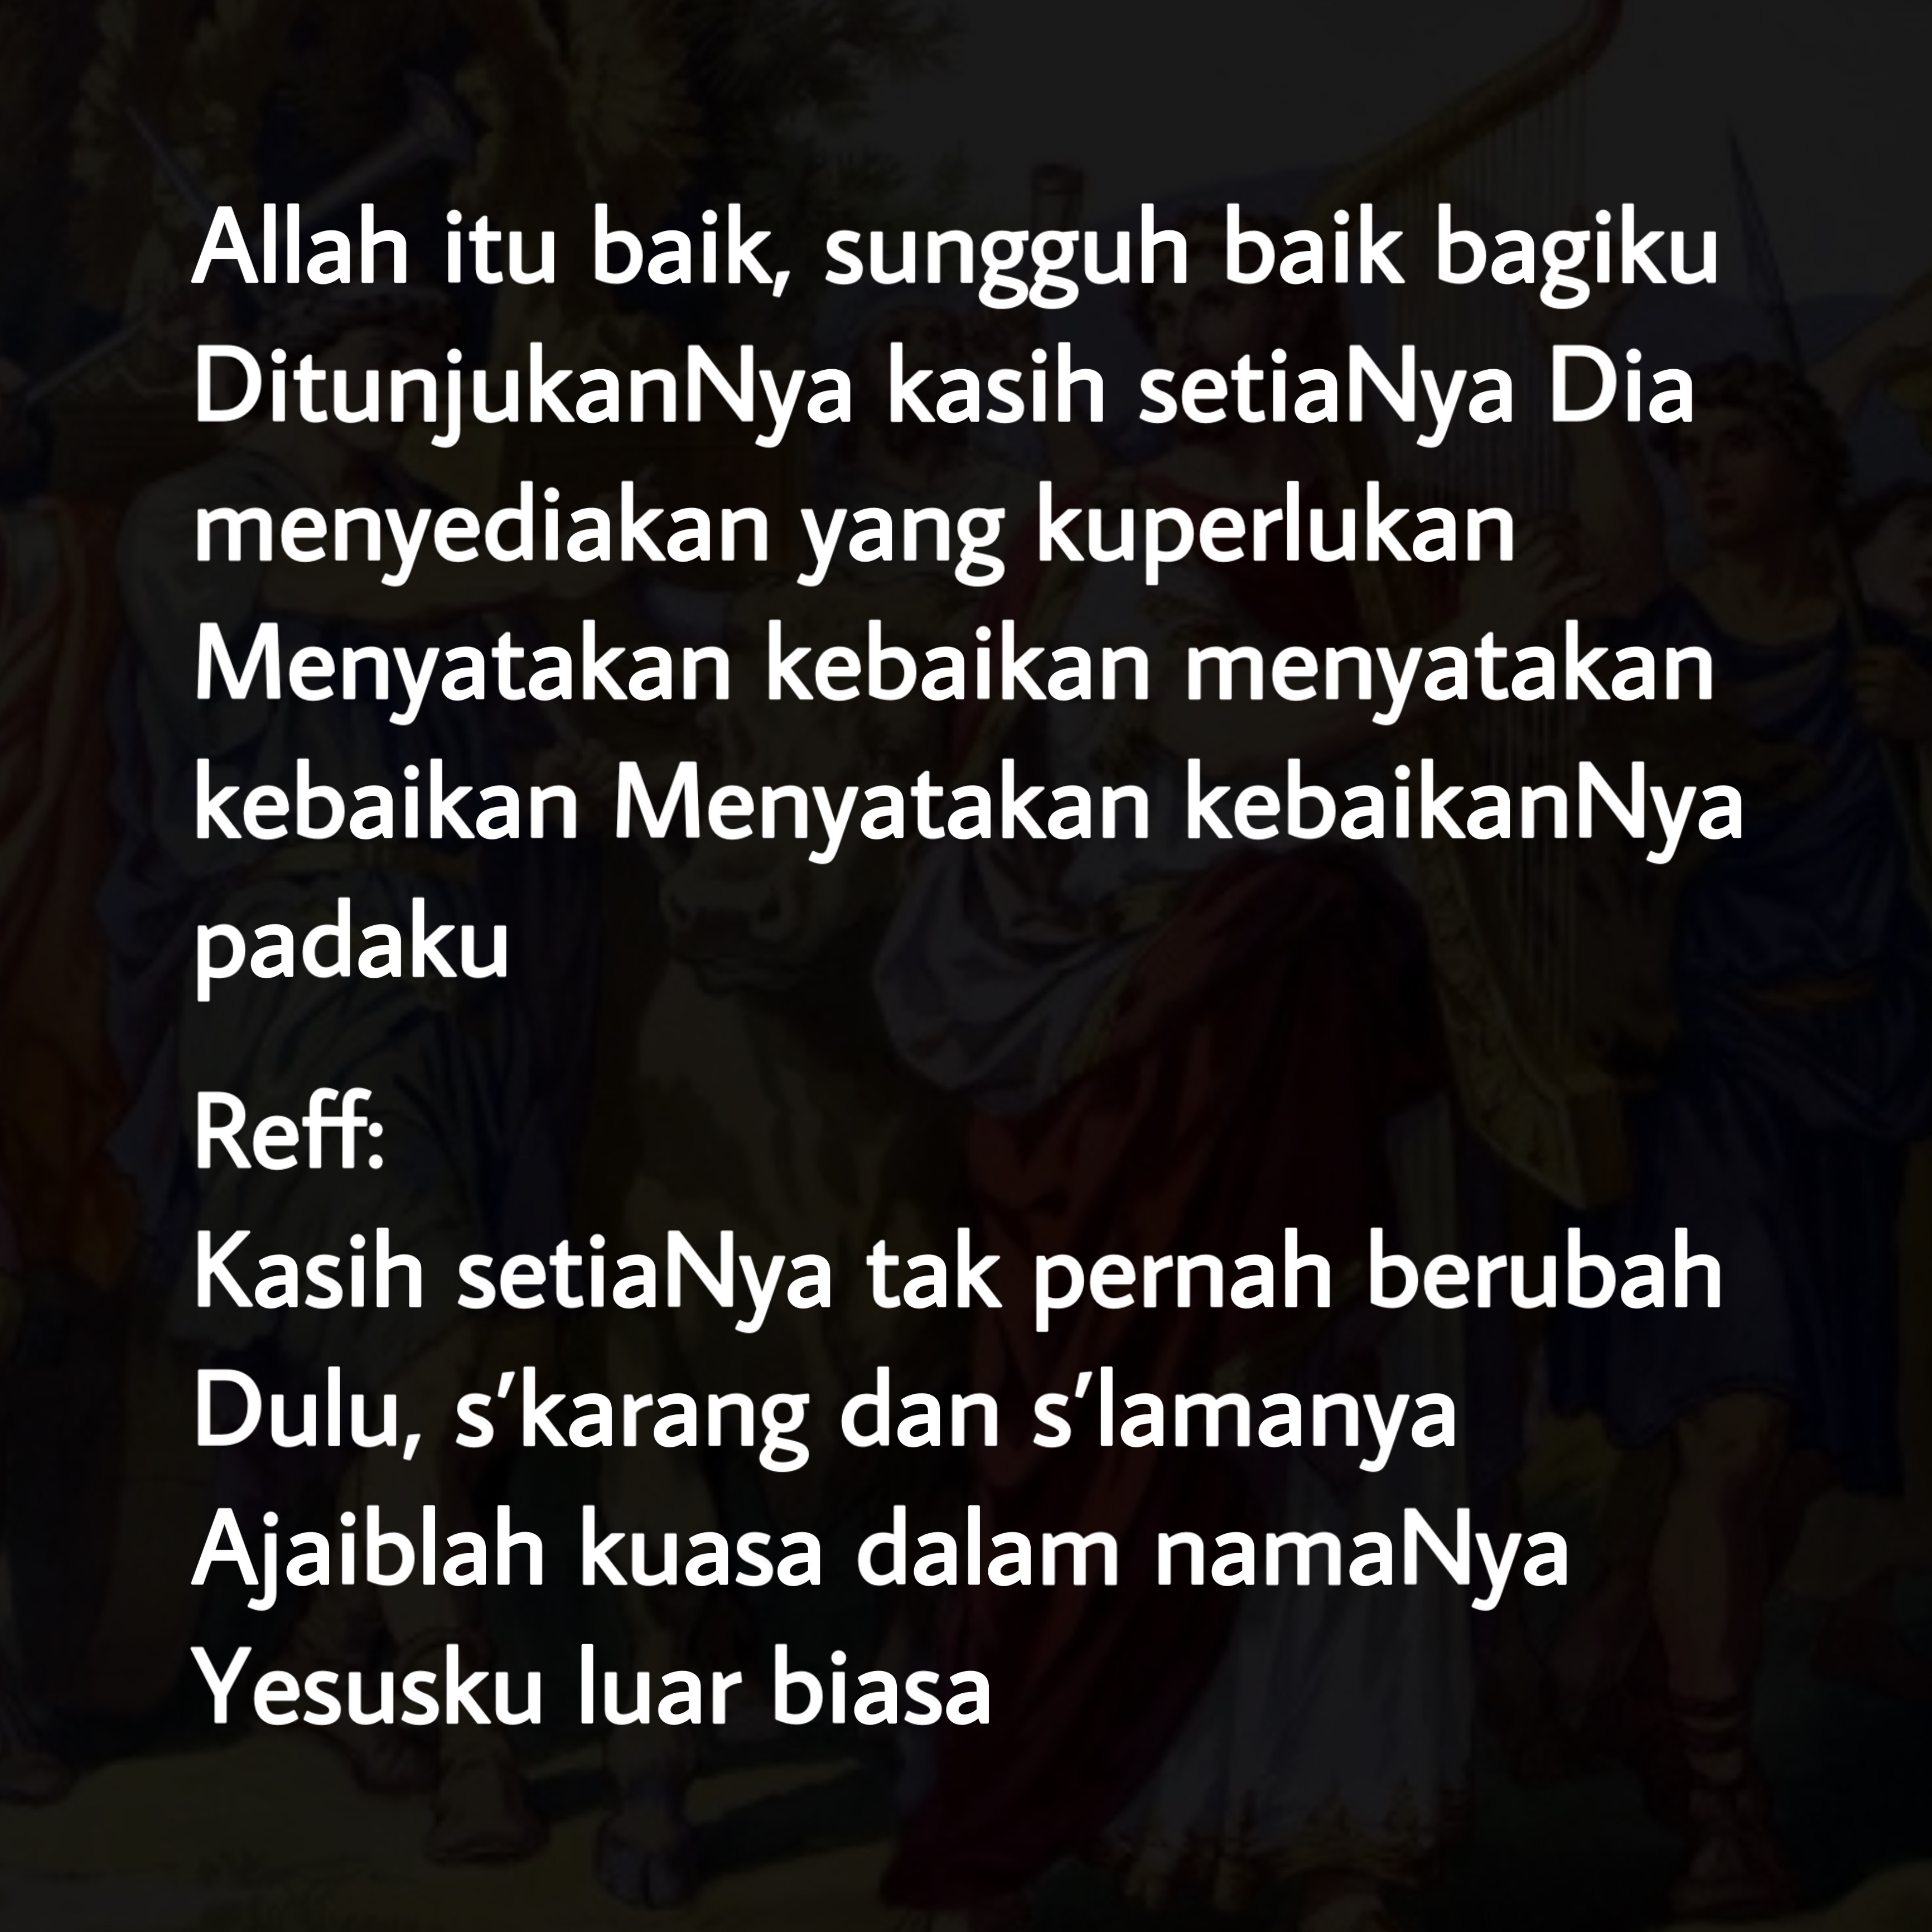 Allah itu baik, sungguh baik bagiku
DitunjukanNya kasih setiaNya Dia
menyediakan yang kuperlukan
Menyatakan kebaikan menyatakan
kebaikan Menyatakan kebaikanNya
padaku
Reff:
Kasih setiaNya tak pernah berubah
Dulu, s’karang dan s’lamanya
Ajaiblah kuasa dalam namaNya
Yesusku luar biasa